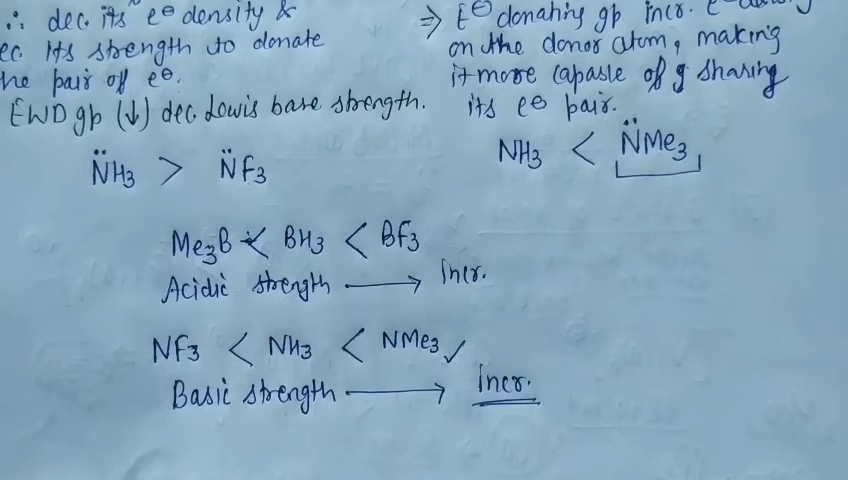 ∴ dec. its e⊖ density &
ec. its strength to donate
he pair of e⊖.
EWD gp (↓) dec. Lewis base strength.
N̈H3 > N̈F3
⇒ E⊖ donating gp incr. e⊖
on the donor atom, making
it more capable of sharing
its e⊖ pair.
NH3 < N̈Me3
Me3B < BH3 < BF3
Acidic strength ⟶ Incr.
NF3 < NH3 < NMe3 ✓
Basic strength ⟶ Incr.